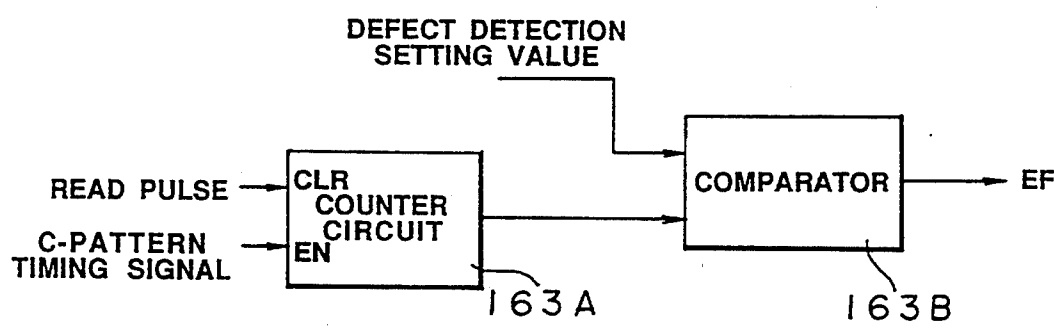 DEFECT DETECTION
SETTING VALUE
READ PULSE
CLR
COUNTER
CIRCUIT
C-PATTERN
TIMING SIGNAL
EN
163A
COMPARATOR
EF
163B